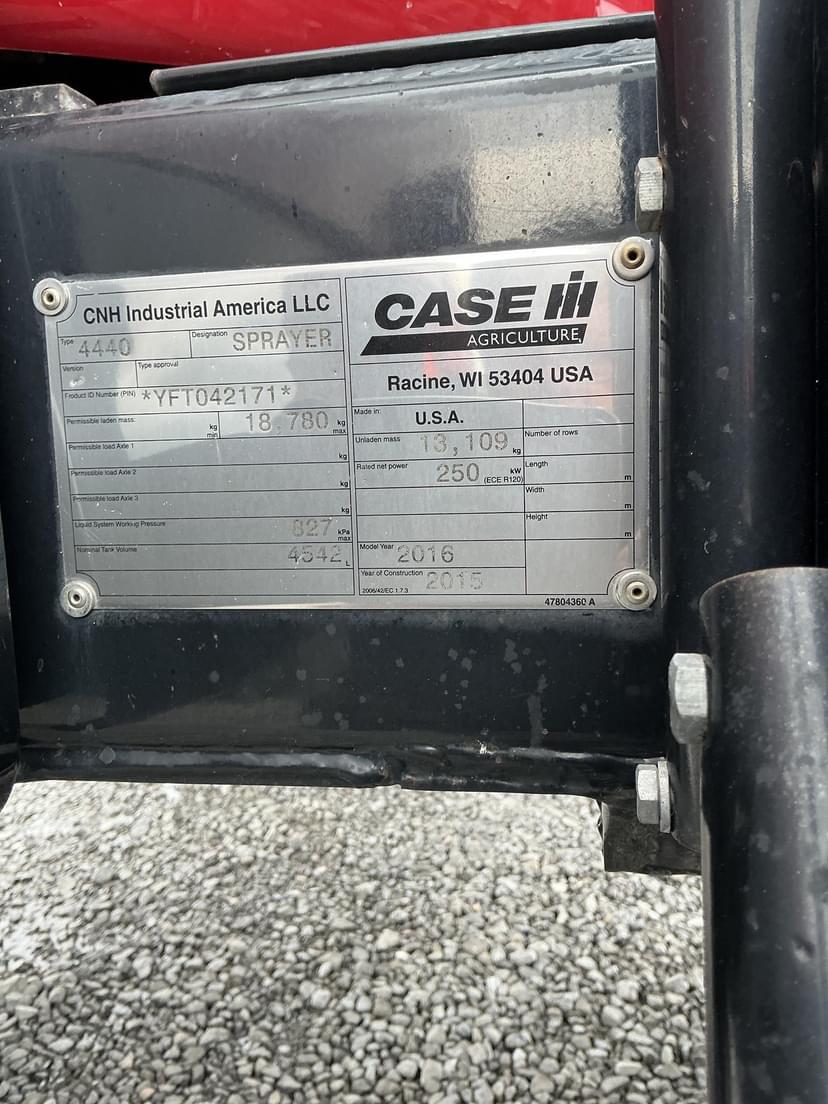 CNH Industrial America LLC
Type 4440 Designation SPRAYER
Version Type approval
Product ID Number (PIN) *YFT042171*
Permissible laden mass: kg min 18,780 kg max
Permissible load Axle 1 kg
Permissible load Axle 2 kg
Permissible load Axle 3 kg
Liquid System Working Pressure 827 kPa max
Nominal Tank Volume 4542 L
CASE IH
AGRICULTURE
Racine, WI 53404 USA
Made in: U.S.A.
Unladen mass 13,109 kg Number of rows
Rated net power 250 kW (ECE R120) Length m
Width m
Height m
Model Year 2016
Year of Construction 2015
2006/42/EC 1.7.3
47804360 A